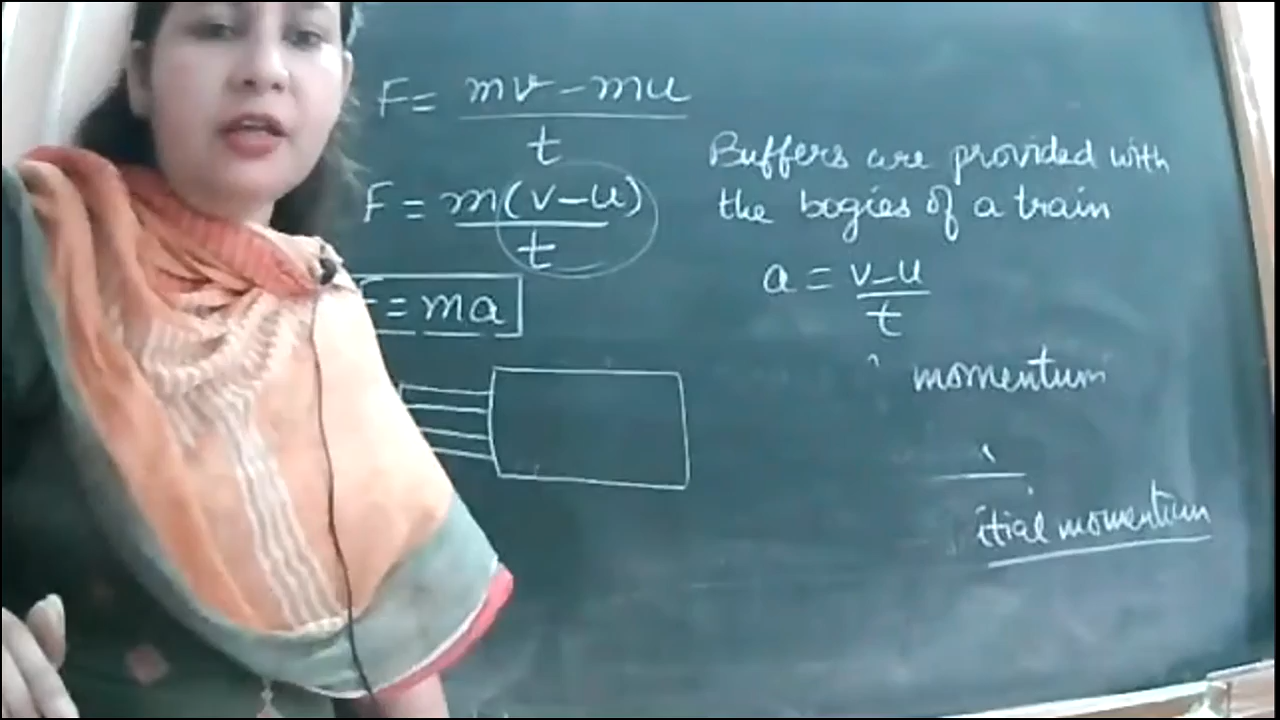 F = mv - mu
t
F = m(v-u)
t
= ma
Buffers are provided with
the bogies of a train
a = v-u
t
momentum
itial momentum